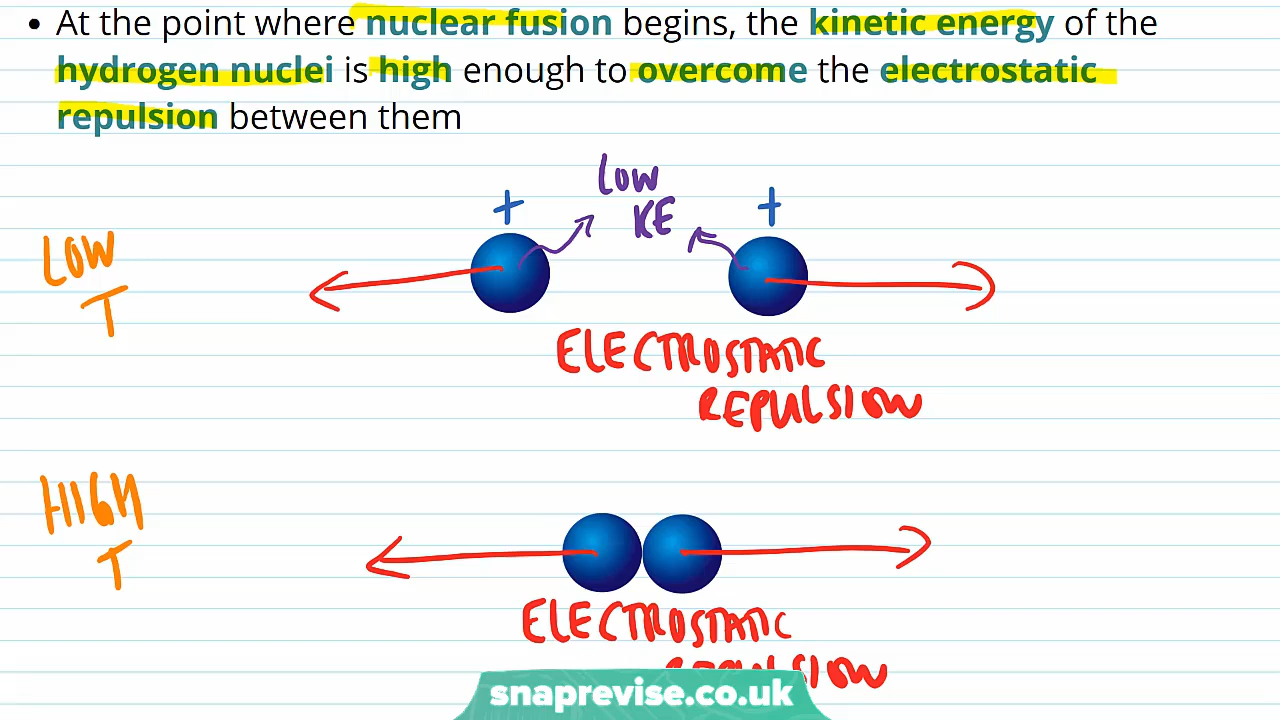 • At the point where nuclear fusion begins, the kinetic energy of the
hydrogen nuclei is high enough to overcome the electrostatic
repulsion between them
LOW
KE
+ +
LOW
T
ELECTROSTATIC
REPULSION
HIGH
T
ELECTROSTATIC
REPULSION
snaprevise.co.uk